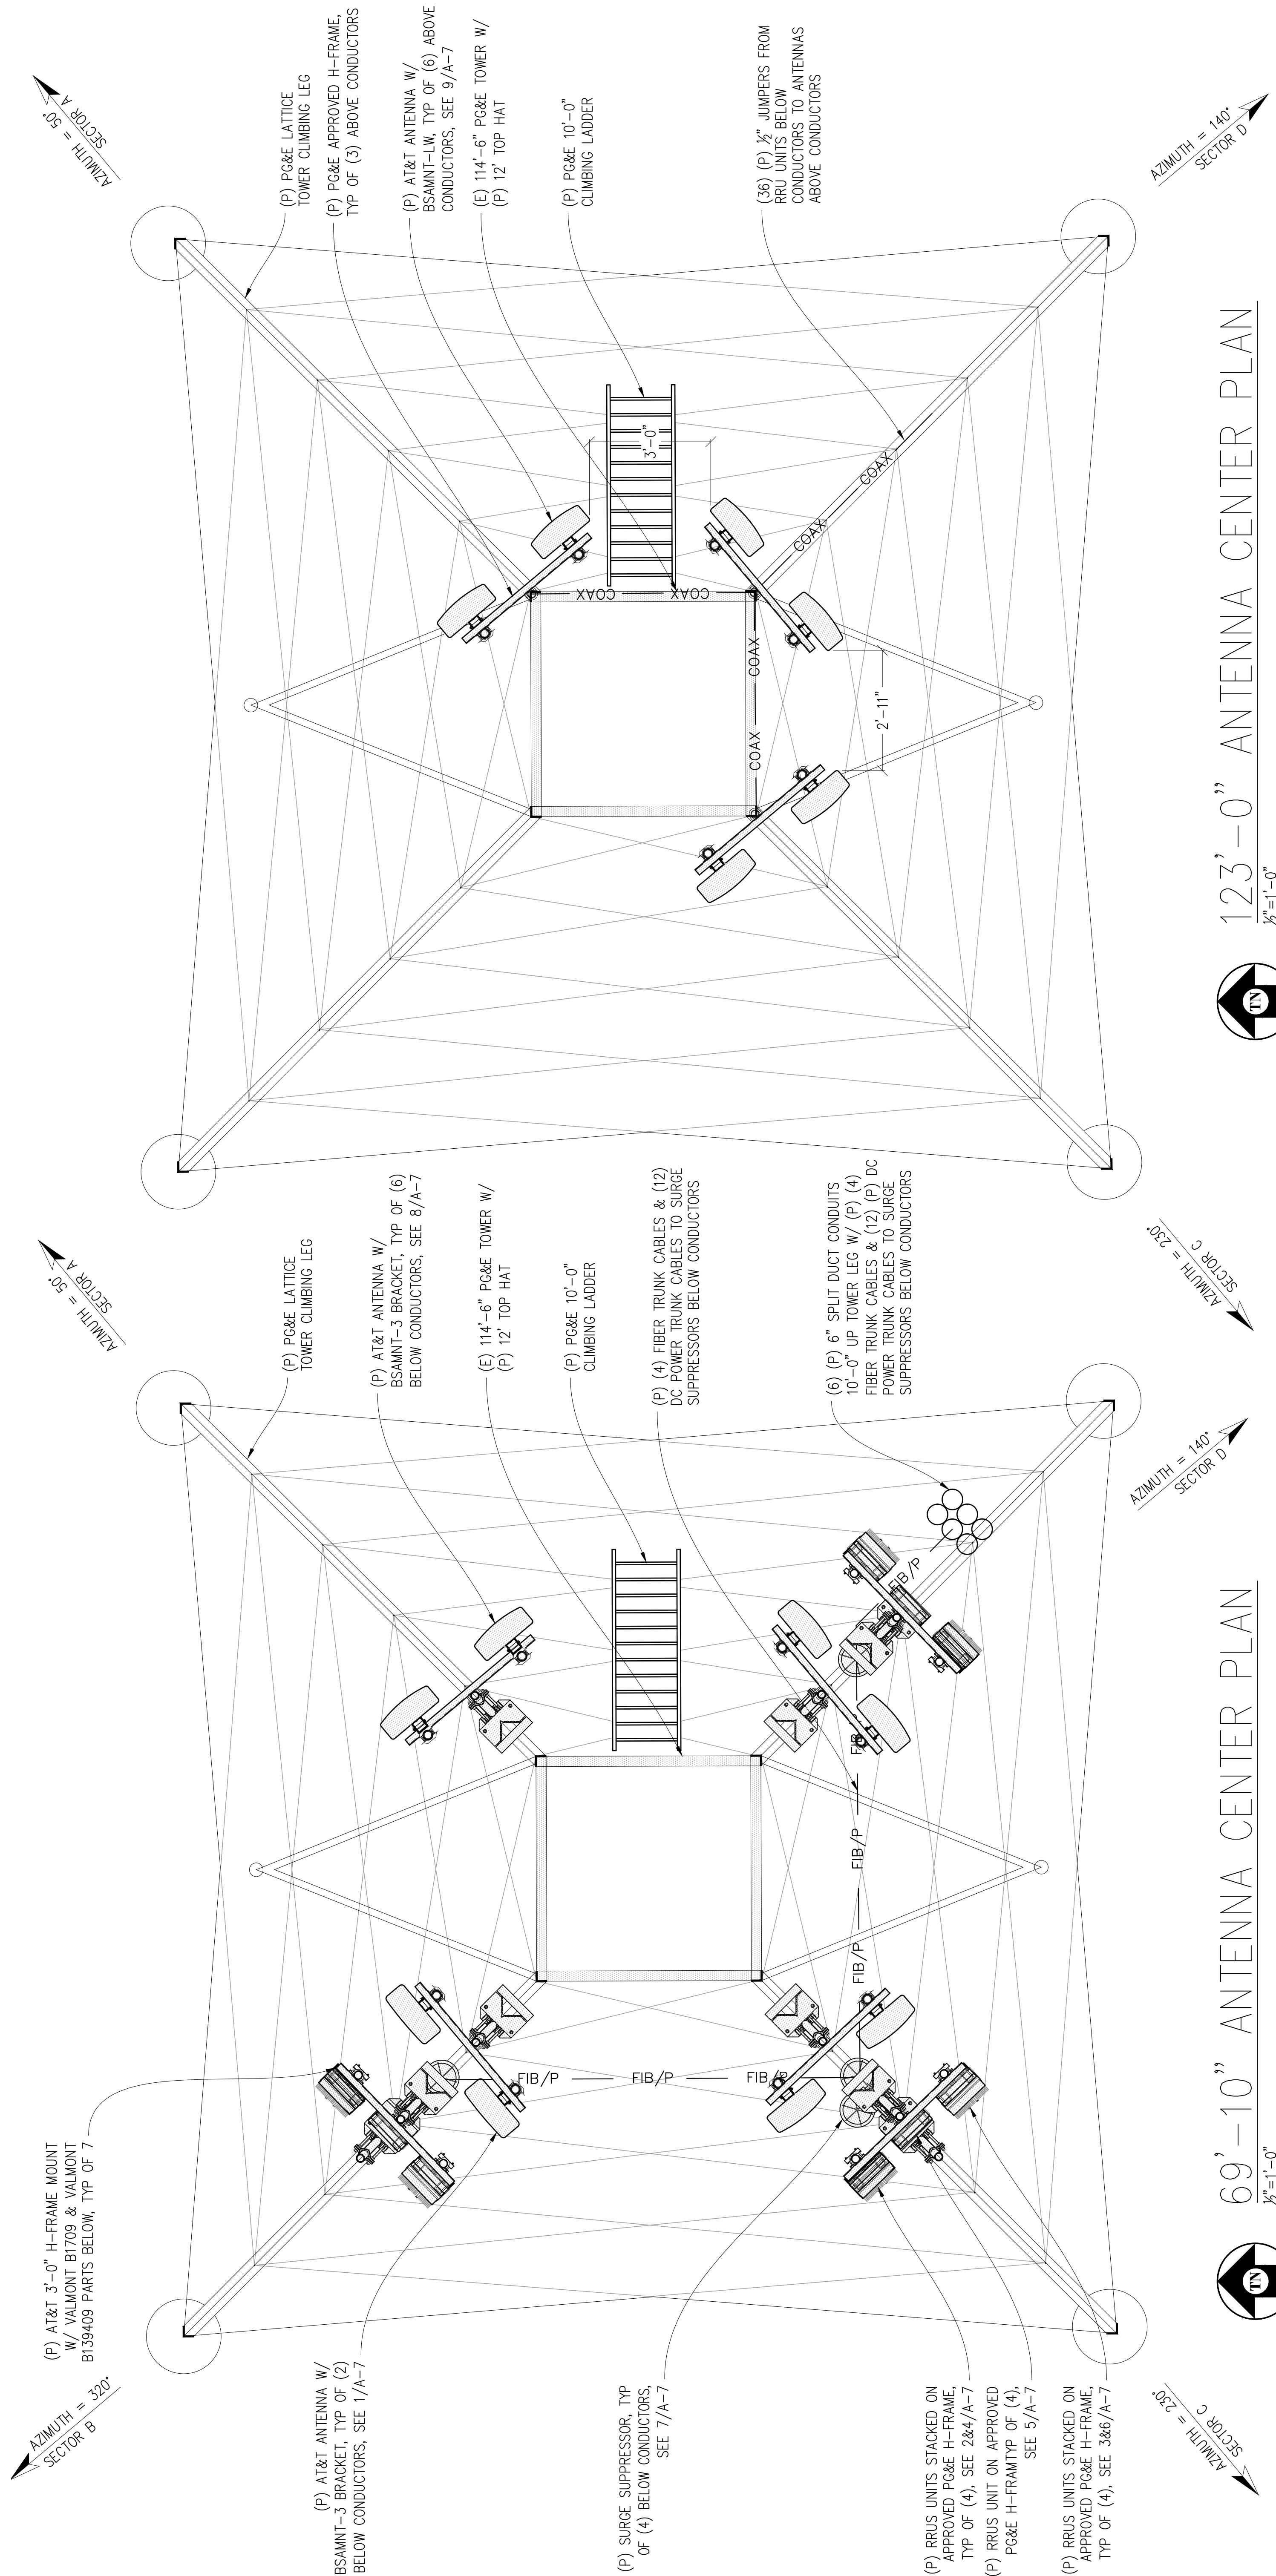 AZIMUTH = 320°
SECTOR B
(P) AT&T 3'-0" H-FRAME MOUNT
W/ VALMONT B1709 & VALMONT
B139409 PARTS BELOW, TYP OF 7
(P) AT&T ANTENNA W/
BSAMNT-3 BRACKET, TYP OF (2)
BELOW CONDUCTORS, SEE 1/A-7
(P) SURGE SUPPRESSOR, TYP
OF (4) BELOW CONDUCTORS,
SEE 7/A-7
(P) RRUS UNITS STACKED ON
APPROVED PG&E H-FRAME,
TYP OF (4), SEE 2&4/A-7
(P) RRUS UNIT ON APPROVED
PG&E H-FRAMTYP OF (4),
SEE 5/A-7
(P) RRUS UNITS STACKED ON
APPROVED PG&E H-FRAME,
TYP OF (4), SEE 3&6/A-7
AZIMUTH = 230°
SECTOR C
FIB/P
FIB/P
FIB/P
FIB/P
FIB/P
FIB/P
FIB/P
AZIMUTH = 50°
SECTOR A
(P) PG&E LATTICE
TOWER CLIMBING LEG
(P) AT&T ANTENNA W/
BSAMNT-3 BRACKET, TYP OF (6)
BELOW CONDUCTORS, SEE 8/A-7
(E) 114'-6" PG&E TOWER W/
(P) 12' TOP HAT
(P) PG&E 10'-0"
CLIMBING LADDER
(P) (4) FIBER TRUNK CABLES & (12)
DC POWER TRUNK CABLES TO SURGE
SUPPRESSORS BELOW CONDUCTORS
(6) (P) 6" SPLIT DUCT CONDUITS
10'-0" UP TOWER LEG W/ (P) (4)
FIBER TRUNK CABLES & (12) (P) DC
POWER TRUNK CABLES TO SURGE
SUPPRESSORS BELOW CONDUCTORS
AZIMUTH = 140°
SECTOR D
TN
69'-10" ANTENNA CENTER PLAN
½"=1'-0"
AZIMUTH = 230°
SECTOR C
COAX
COAX
COAX
COAX
COAX
COAX
3'-0"
2'-11"
AZIMUTH = 50°
SECTOR A
(P) PG&E LATTICE
TOWER CLIMBING LEG
(P) PG&E APPROVED H-FRAME,
TYP OF (3) ABOVE CONDUCTORS
(P) AT&T ANTENNA W/
BSAMNT-LW, TYP OF (6) ABOVE
CONDUCTORS, SEE 9/A-7
(E) 114'-6" PG&E TOWER W/
(P) 12' TOP HAT
(P) PG&E 10'-0"
CLIMBING LADDER
(36) (P) ½" JUMPERS FROM
RRU UNITS BELOW
CONDUCTORS TO ANTENNAS
ABOVE CONDUCTORS
AZIMUTH = 140°
SECTOR D
TN
123'-0" ANTENNA CENTER PLAN
½"=1'-0"